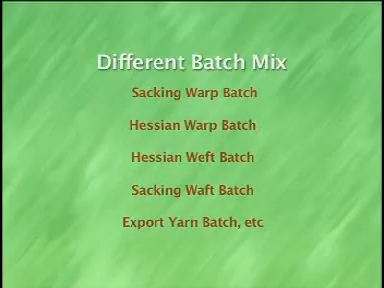 Different Batch Mix
Sacking Warp Batch
Hessian Warp Batch
Hessian Weft Batch
Sacking Waft Batch
Export Yarn Batch, etc